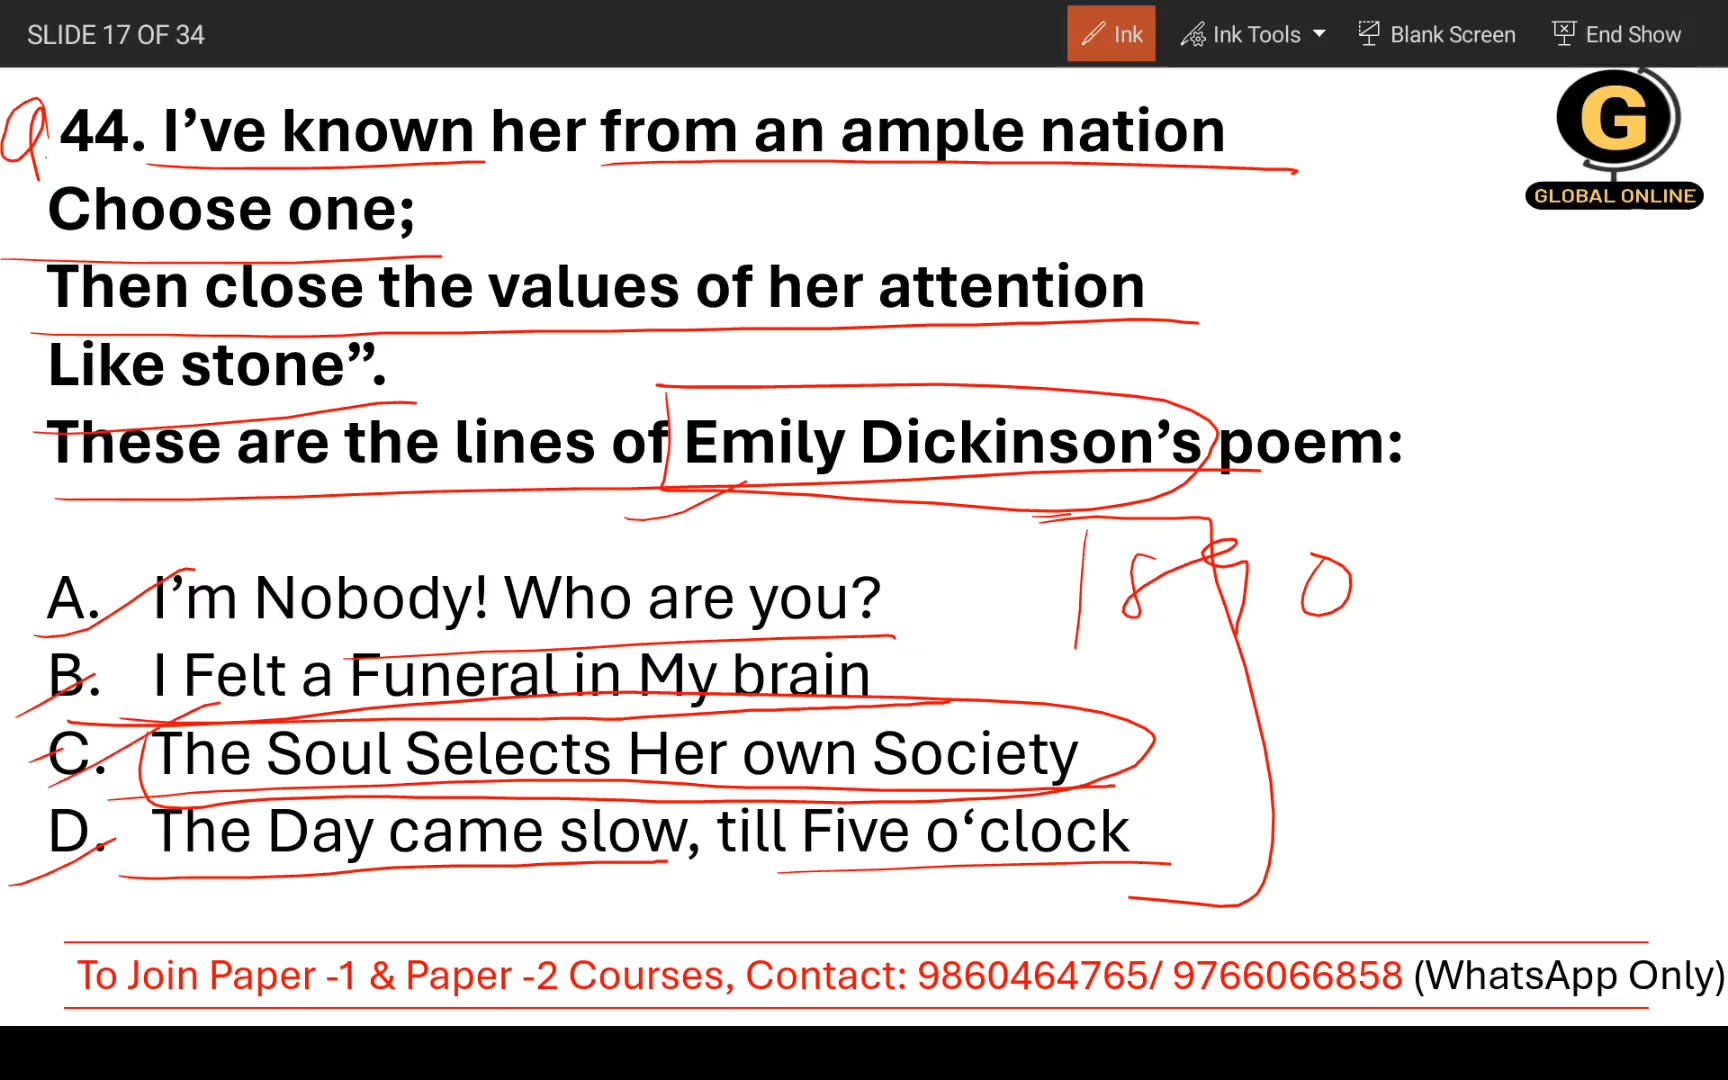 SLIDE 17 OF 34
Ink
Ink Tools
Blank Screen
End Show
G
GLOBAL ONLINE
Q 44. I’ve known her from an ample nation
Choose one;
Then close the values of her attention
Like stone”.
These are the lines of Emily Dickinson’s poem:
1890
A. I’m Nobody! Who are you?
B. I Felt a Funeral in My brain
C. The Soul Selects Her own Society
D. The Day came slow, till Five o‘clock
To Join Paper -1 & Paper -2 Courses, Contact: 9860464765/ 9766066858 (WhatsApp Only)